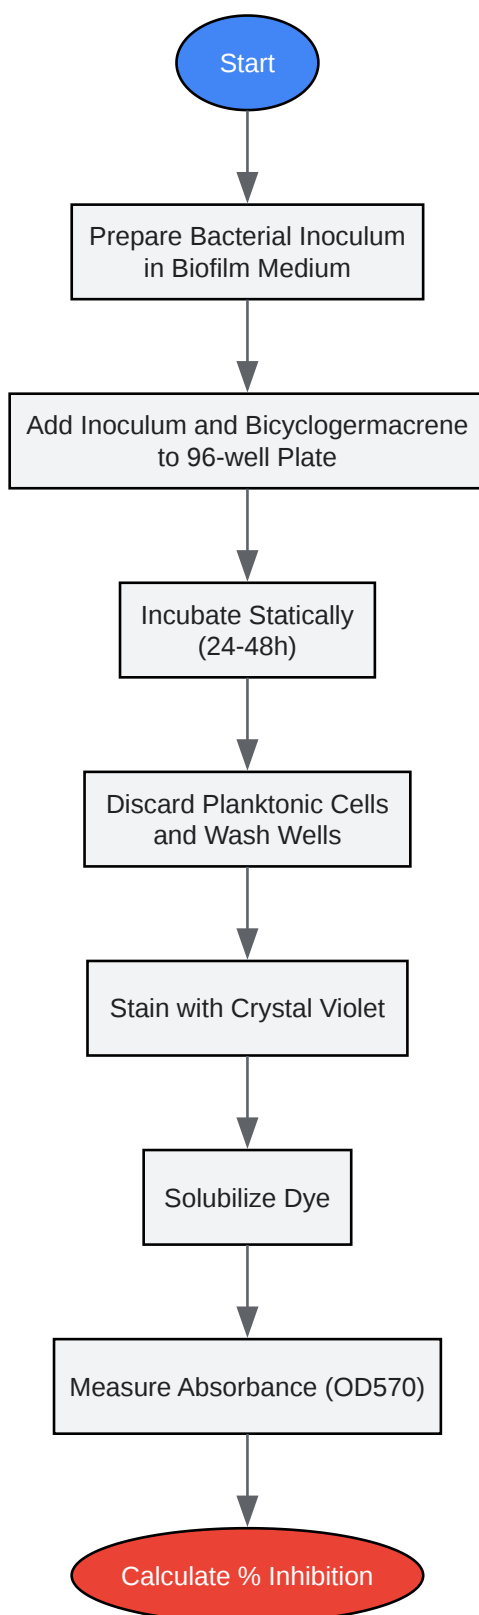 Start
Prepare Bacterial Inoculum
in Biofilm Medium
Add Inoculum and Bicyclogermacrene
to 96-well Plate
Incubate Statically
(24-48h)
Discard Planktonic Cells
and Wash Wells
Stain with Crystal Violet
Solubilize Dye
Measure Absorbance (OD570)
Calculate % Inhibition